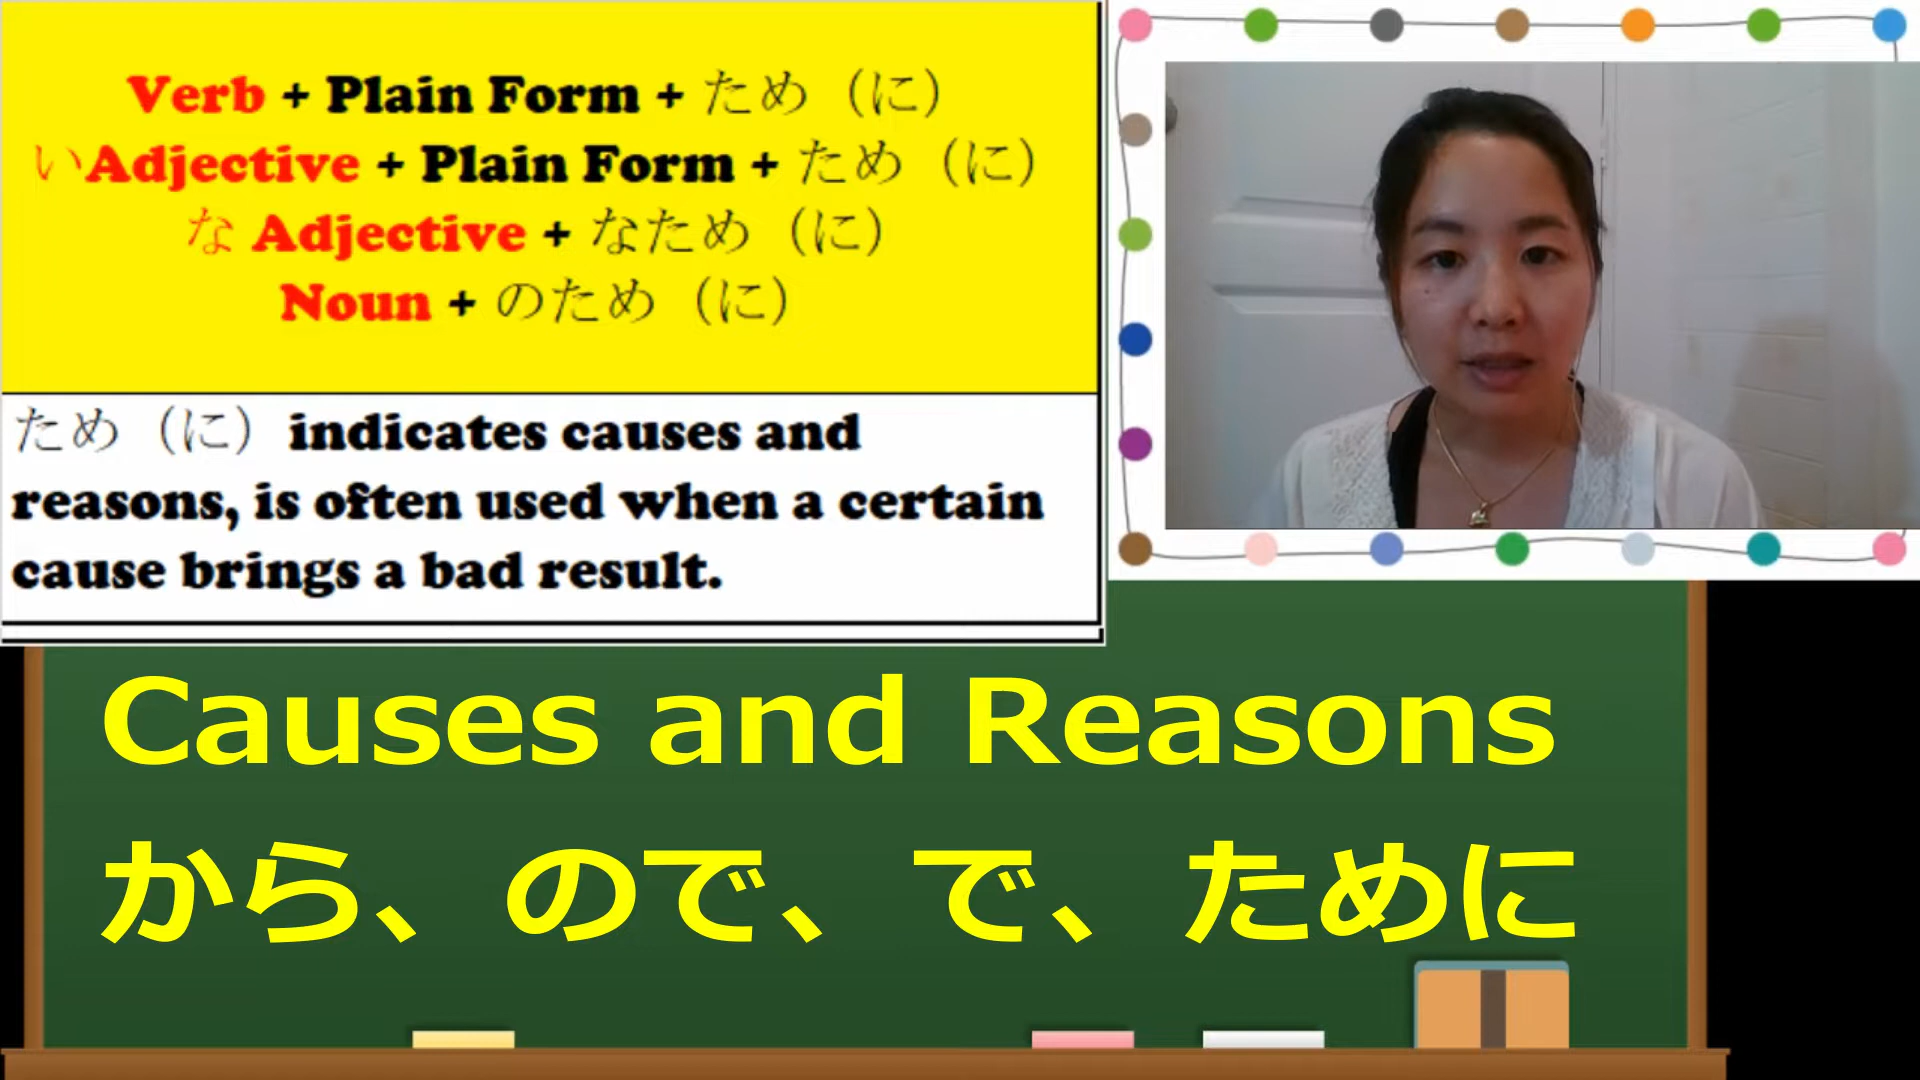 Verb + Plain Form + ため（に）
いAdjective + Plain Form + ため（に）
な Adjective + なため（に）
Noun + のため（に）
ため（に）indicates causes and
reasons, is often used when a certain
cause brings a bad result.
Causes and Reasons
から、ので、で、ために